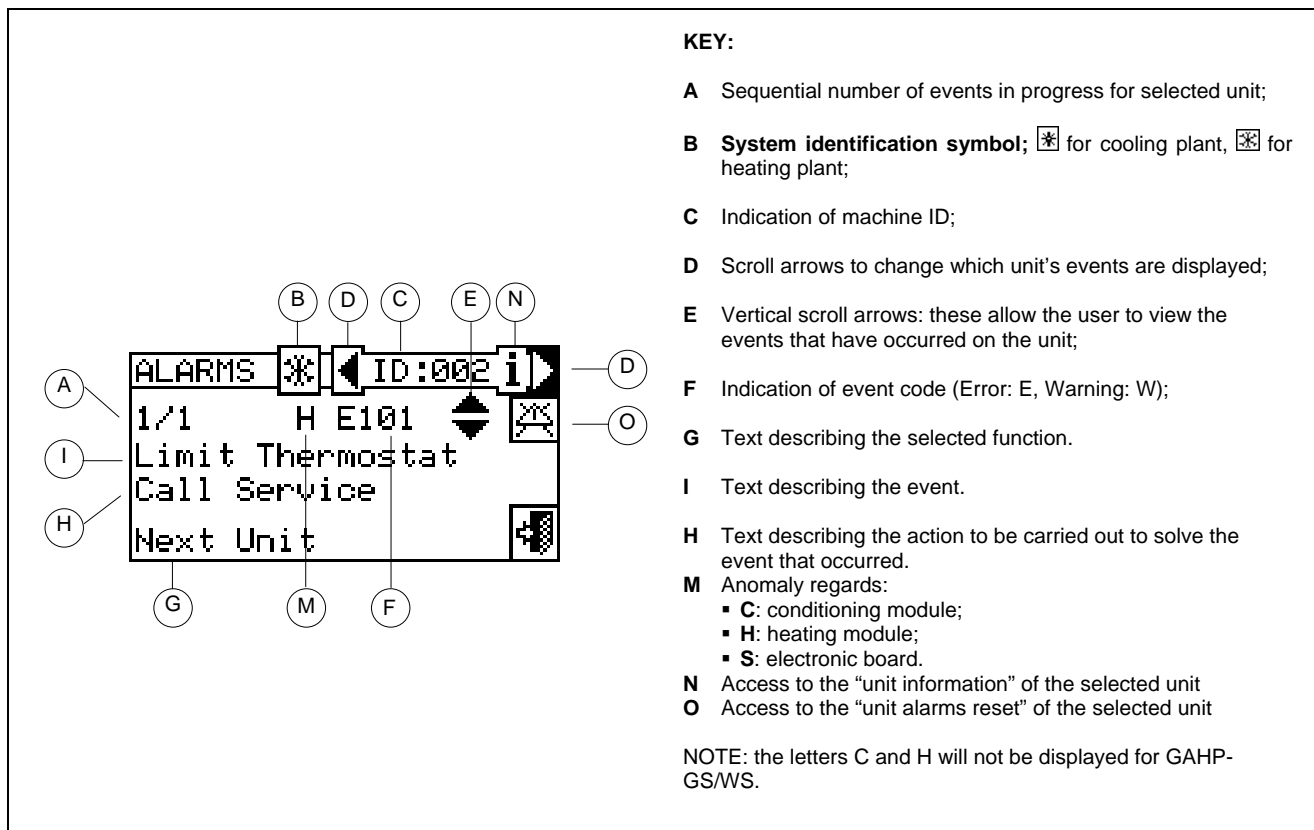 B
D
C
E
N
D
O
A
I
H
G
M
F
ALARMS ID:002 i
1/1 H E101
Limit Thermostat
Call Service
Next Unit
KEY:
A Sequential number of events in progress for selected unit;
B System identification symbol; for cooling plant, for
heating plant;
C Indication of machine ID;
D Scroll arrows to change which unit's events are displayed;
E Vertical scroll arrows: these allow the user to view the
events that have occurred on the unit;
F Indication of event code (Error: E, Warning: W);
G Text describing the selected function.
I Text describing the event.
H Text describing the action to be carried out to solve the
event that occurred.
M Anomaly regards:
▪ C: conditioning module;
▪ H: heating module;
▪ S: electronic board.
N Access to the “unit information” of the selected unit
O Access to the “unit alarms reset” of the selected unit
NOTE: the letters C and H will not be displayed for GAHP-
GS/WS.